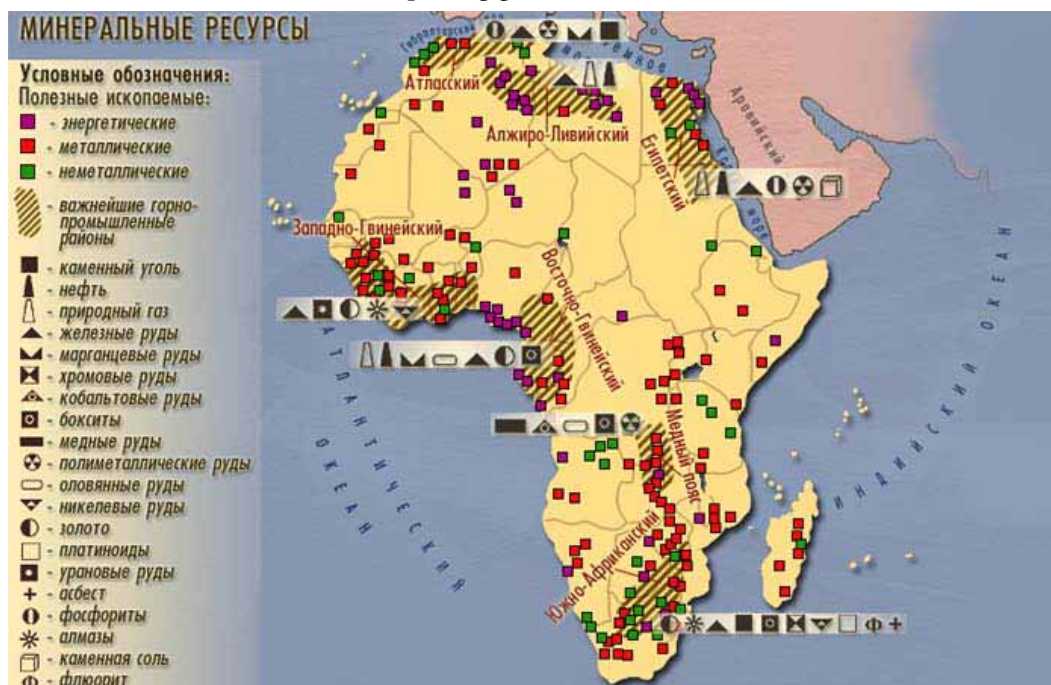 МИНЕРАЛЬНЫЕ РЕСУРСЫ
Условные обозначения:
Полезные ископаемые:
- энергетические
- металлические
- неметаллические
- важнейшие горно-
промышленные
районы
- каменный уголь
- нефть
- природный газ
- железные руды
- марганцевые руды
- хромовые руды
- кобальтовые руды
- бокситы
- медные руды
- полиметаллические руды
- оловянные руды
- никелевые руды
- золото
- платиноиды
- урановые руды
- асбест
- фосфориты
- алмазы
- каменная соль
- флюорит
Гибралтарский
Атласский
Алжиро-Ливийский
Египетский
Аравийский
море
Западно-Гвинейский
Восточно-Гвинейский
Медный пояс
Южно-Африканский
АТЛАНТИЧЕСКИЙ
ОКЕАН
ИНДИЙСКИЙ ОКЕАН